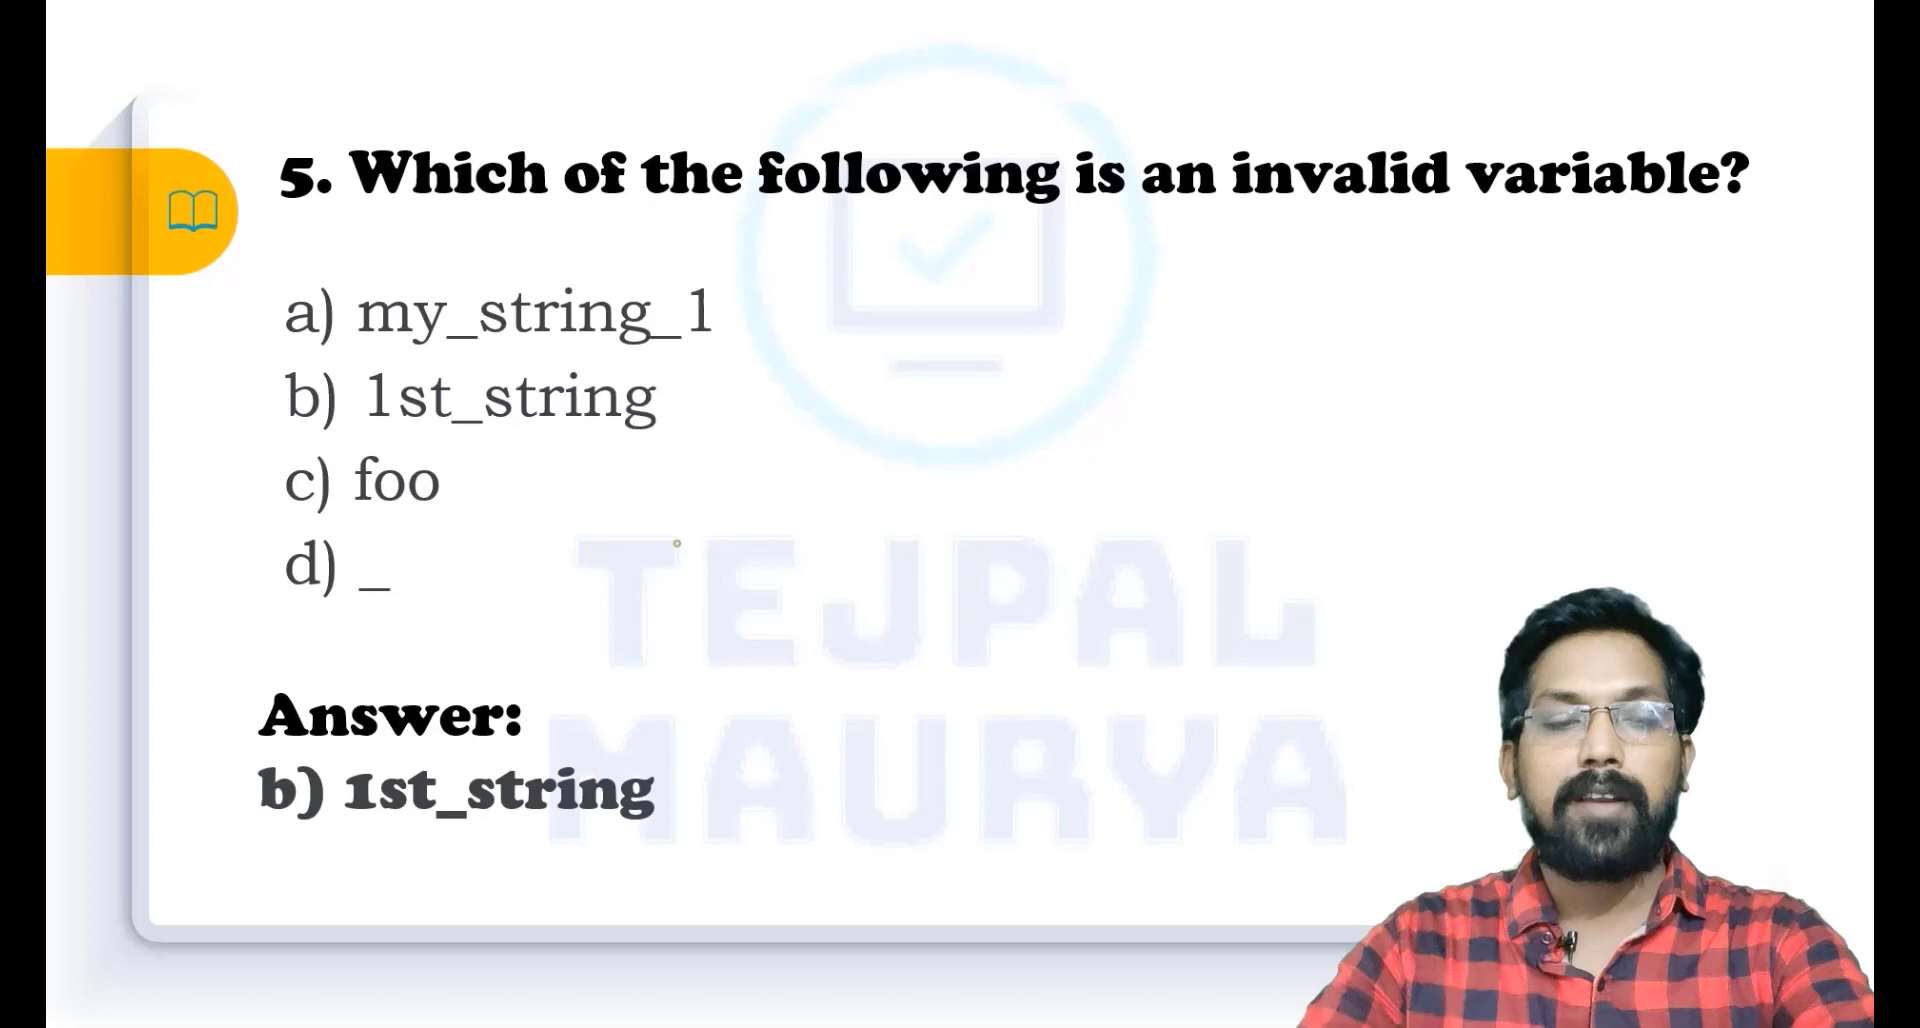 5. Which of the following is an invalid variable?
a) my_string_1
b) 1st_string
c) foo
d) _
TEJPAL
MAURYA
Answer:
b) 1st_string